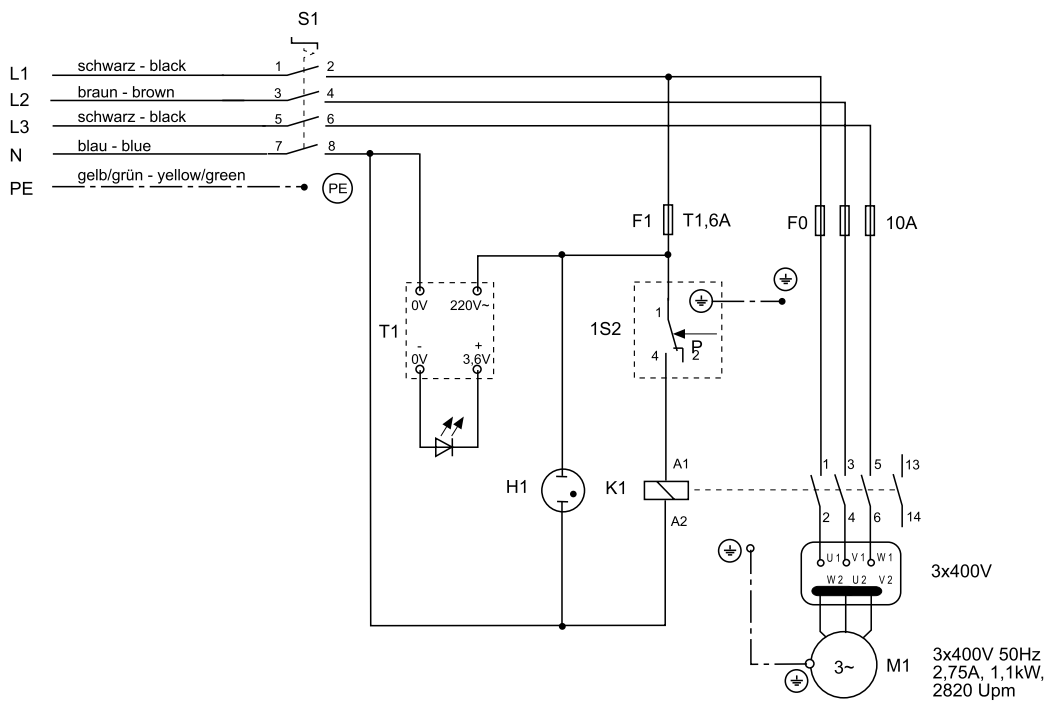 S1
L1 schwarz - black 1 2
L2 braun - brown 3 4
L3 schwarz - black 5 6
N blau - blue 7 8
PE gelb/grün - yellow/green PE
F1 T1,6A F0 10A
0V 220V~
T1
- +
0V 3,6V
1S2
1
P
4 2
H1
K1
A1
A2
1 3 5 13
2 4 6 14
U1 V1 W1
W2 U2 V2
3x400V
3~
M1
3x400V 50Hz
2,75A, 1,1kW,
2820 Upm